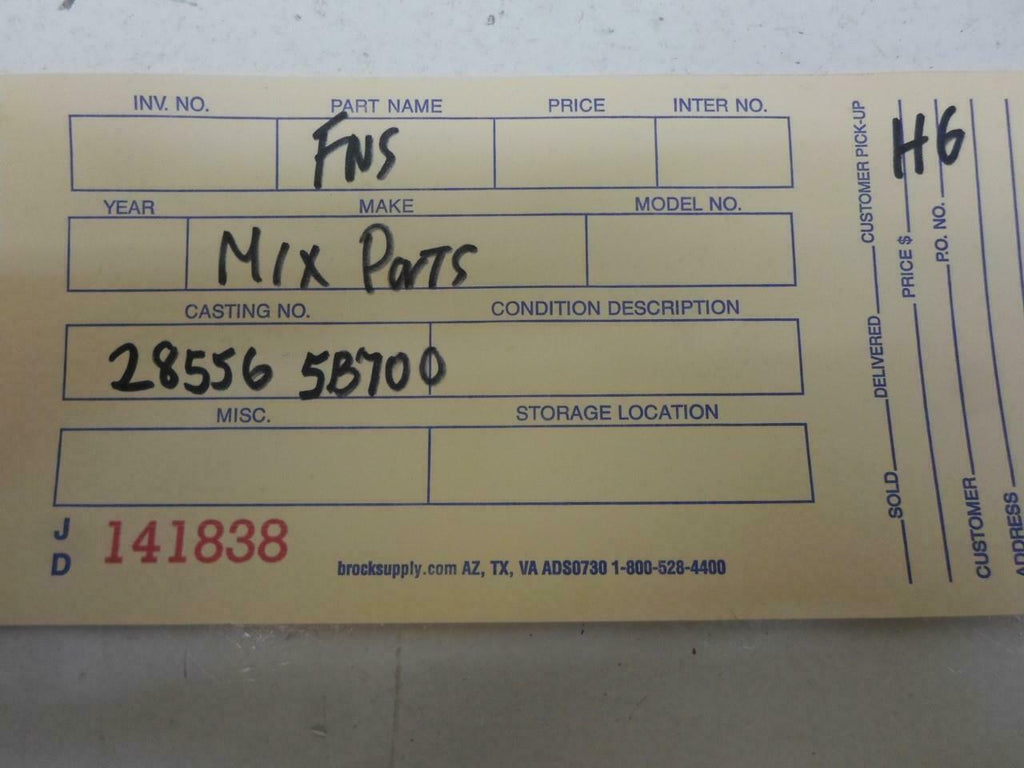 INV. NO. PART NAME PRICE INTER NO.
FNS
YEAR MAKE MODEL NO.
Mix Parts
CASTING NO. CONDITION DESCRIPTION
28556 5B700
MISC. STORAGE LOCATION
JD 141838
brocksupply.com AZ, TX, VA ADS0730 1-800-528-4400
SOLD DELIVERED CUSTOMER PICK-UP
PRICE $
P.O. NO.
H6
CUSTOMER
ADDRESS